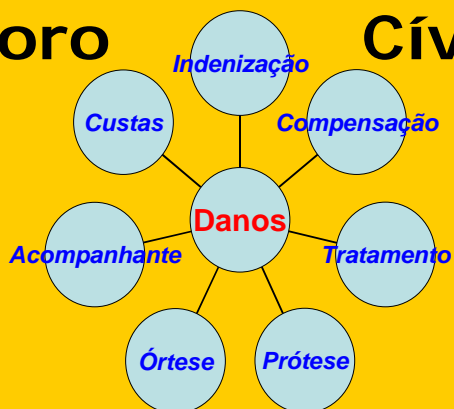 oro Cív
Indenização
Custas
Compensação
Danos
Acompanhante
Tratamento
Órtese
Prótese